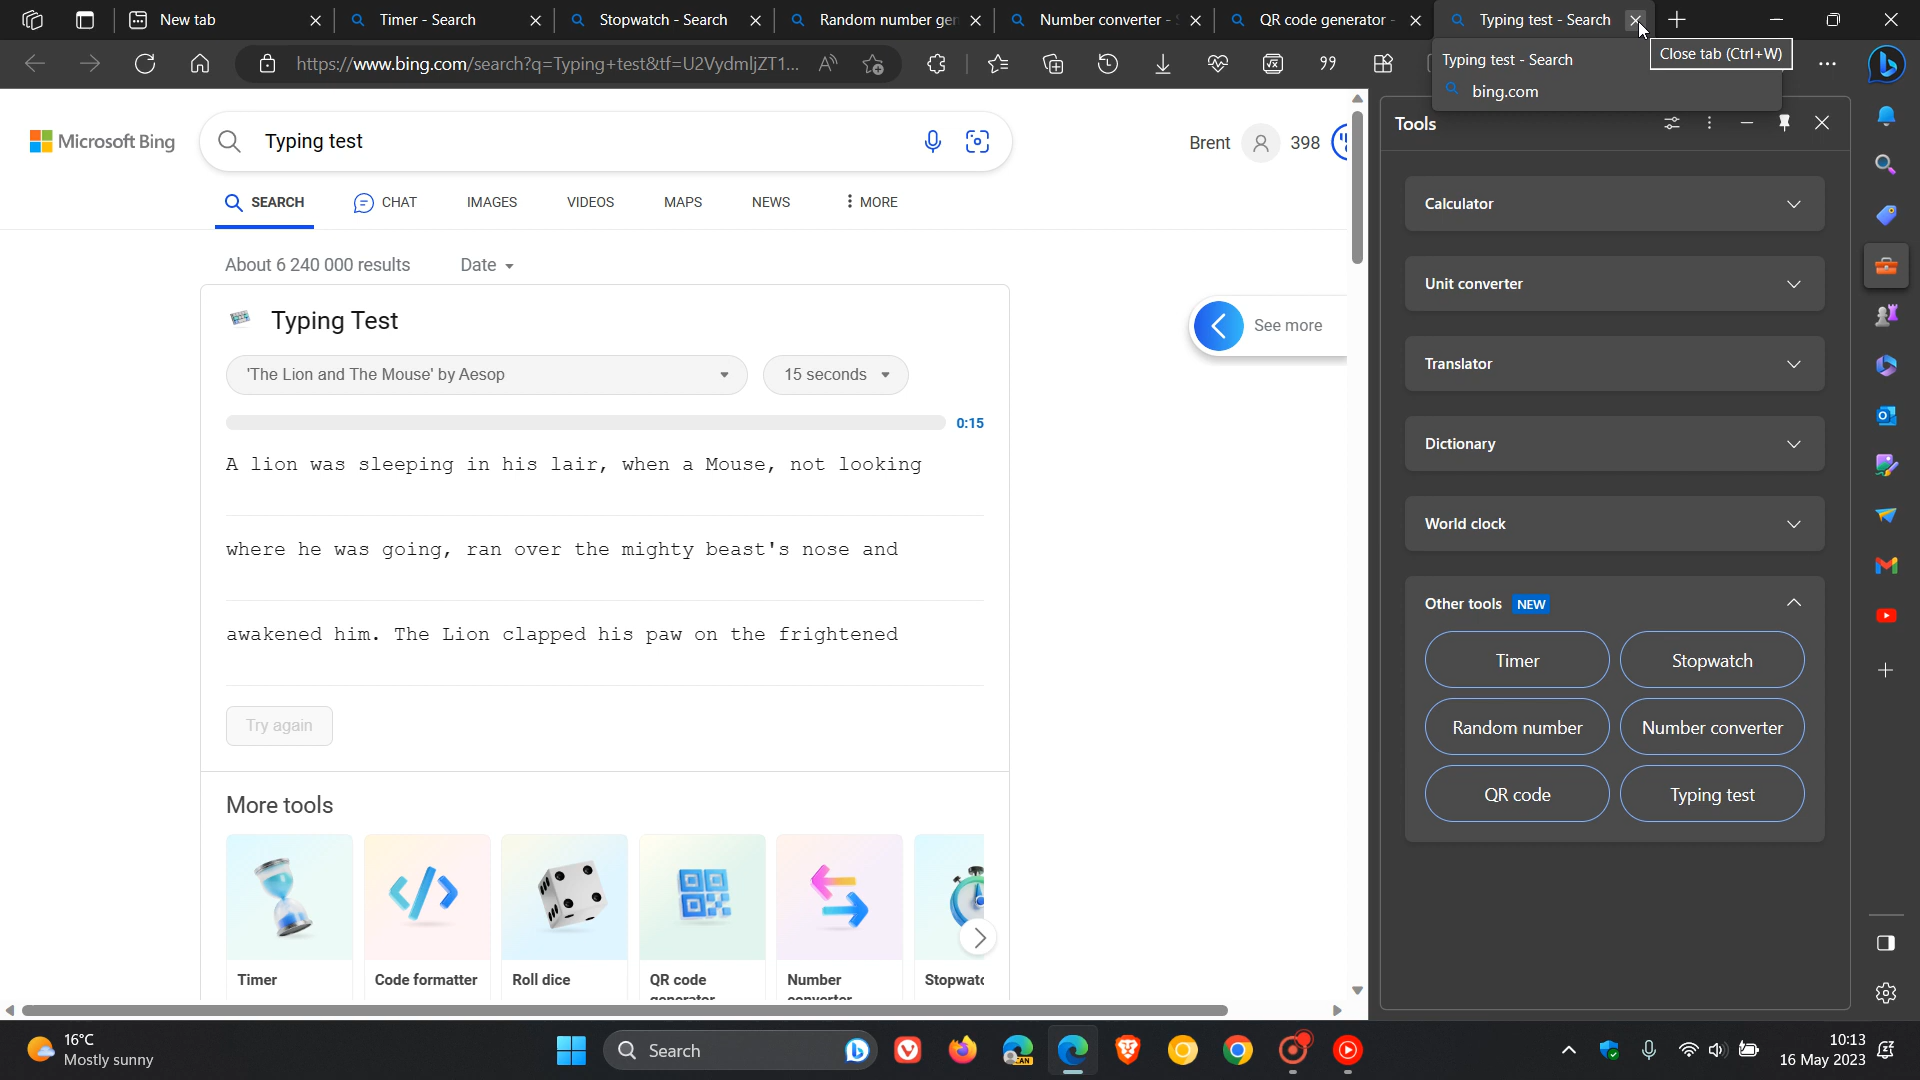 New tab
Timer - Search
Stopwatch - Search
Random number gen
Number converter - S
QR code generator -
Typing test - Search
https://www.bing.com/search?q=Typing+test&tf=U2VydmljZT1...
Typing test - Search
bing.com
Close tab (Ctrl+W)
Microsoft Bing
Typing test
Brent
398
SEARCH
CHAT
IMAGES
VIDEOS
MAPS
NEWS
MORE
About 6 240 000 results
Date
Typing Test
'The Lion and The Mouse' by Aesop
15 seconds
0:15
A lion was sleeping in his lair, when a Mouse, not looking
where he was going, ran over the mighty beast's nose and
awakened him. The Lion clapped his paw on the frightened
Try again
See more
More tools
Timer
Code formatter
Roll dice
QR code
generator
Number
converter
Stopwatc
Tools
Calculator
Unit converter
Translator
Dictionary
World clock
Other tools NEW
Timer
Stopwatch
Random number
Number converter
QR code
Typing test
16°C
Mostly sunny
Search
CAN
10:13
16 May 2023